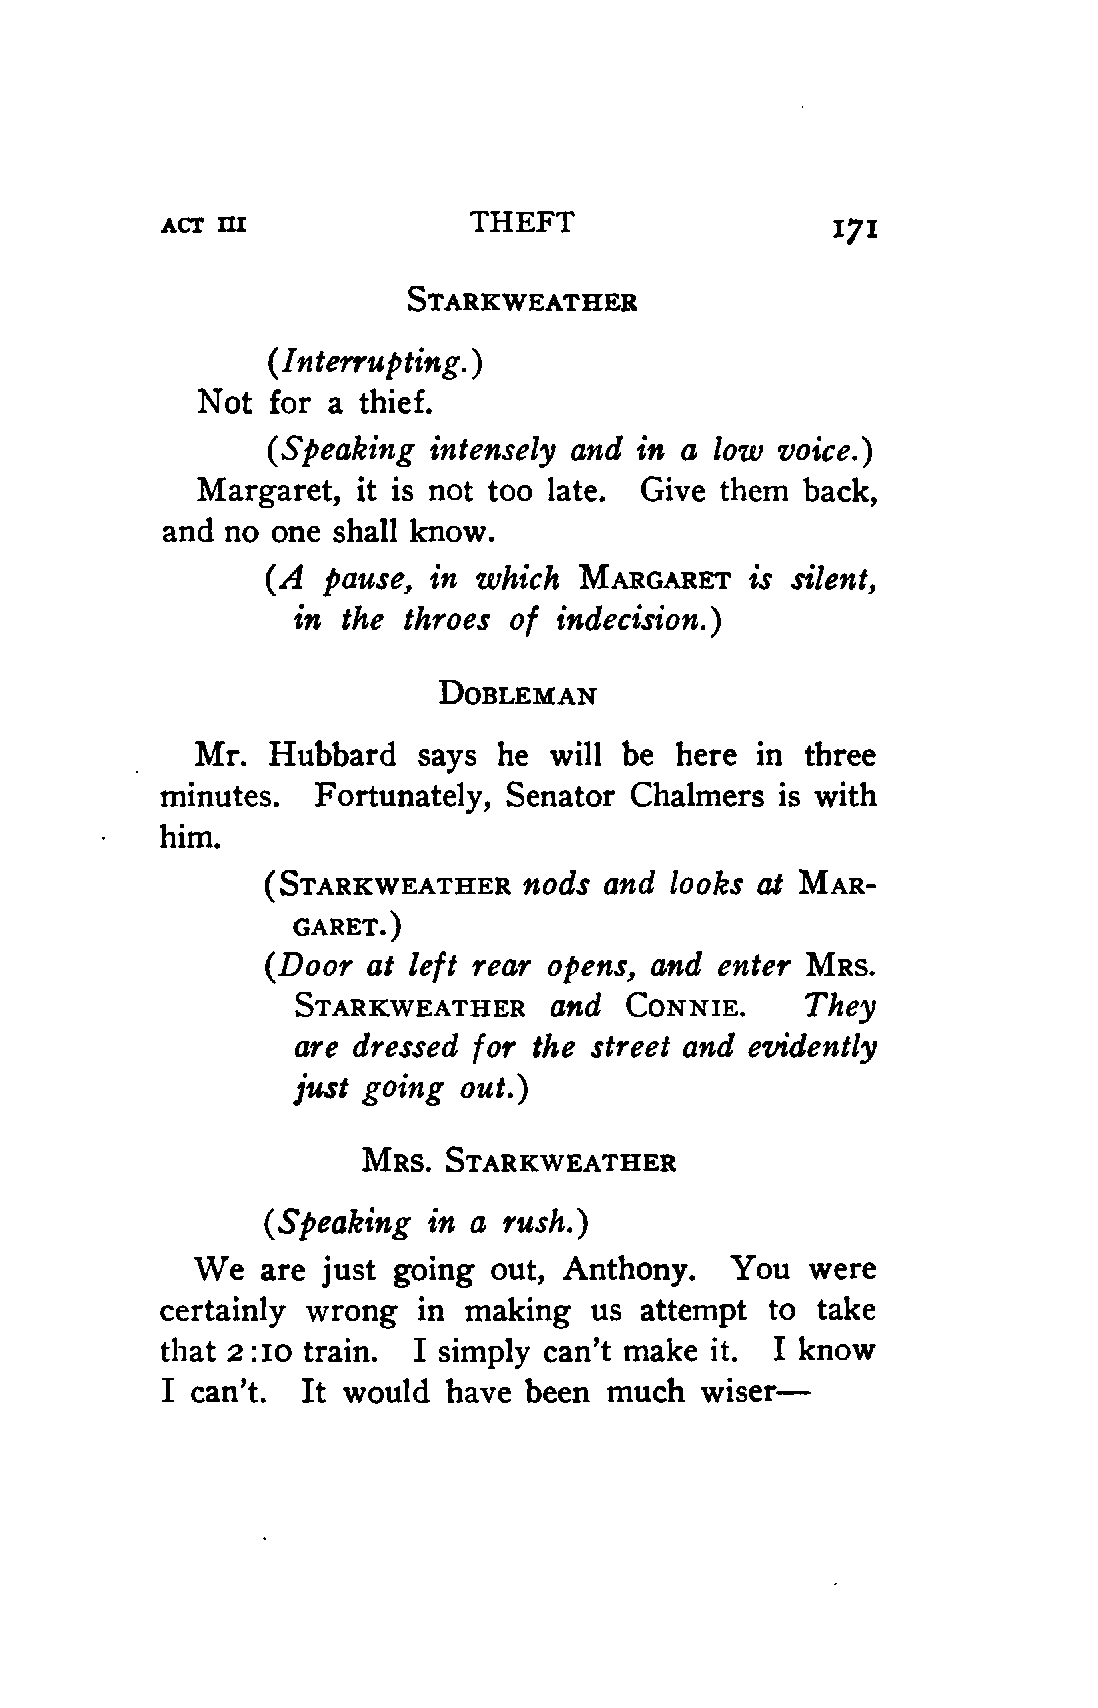 ACT III THEFT 171
STARKWEATHER
(Interrupting.)
Not for a thief.
(Speaking intensely and in a low voice.)
Margaret, it is not too late. Give them back,
and no one shall know.
(A pause, in which MARGARET is silent,
in the throes of indecision.)
DOBLEMAN
Mr. Hubbard says he will be here in three
minutes. Fortunately, Senator Chalmers is with
him.
(STARKWEATHER nods and looks at MAR-
GARET.)
(Door at left rear opens, and enter MRS.
STARKWEATHER and CONNIE. They
are dressed for the street and evidently
just going out.)
MRS. STARKWEATHER
(Speaking in a rush.)
We are just going out, Anthony. You were
certainly wrong in making us attempt to take
that 2:10 train. I simply can't make it. I know
I can't. It would have been much wiser—